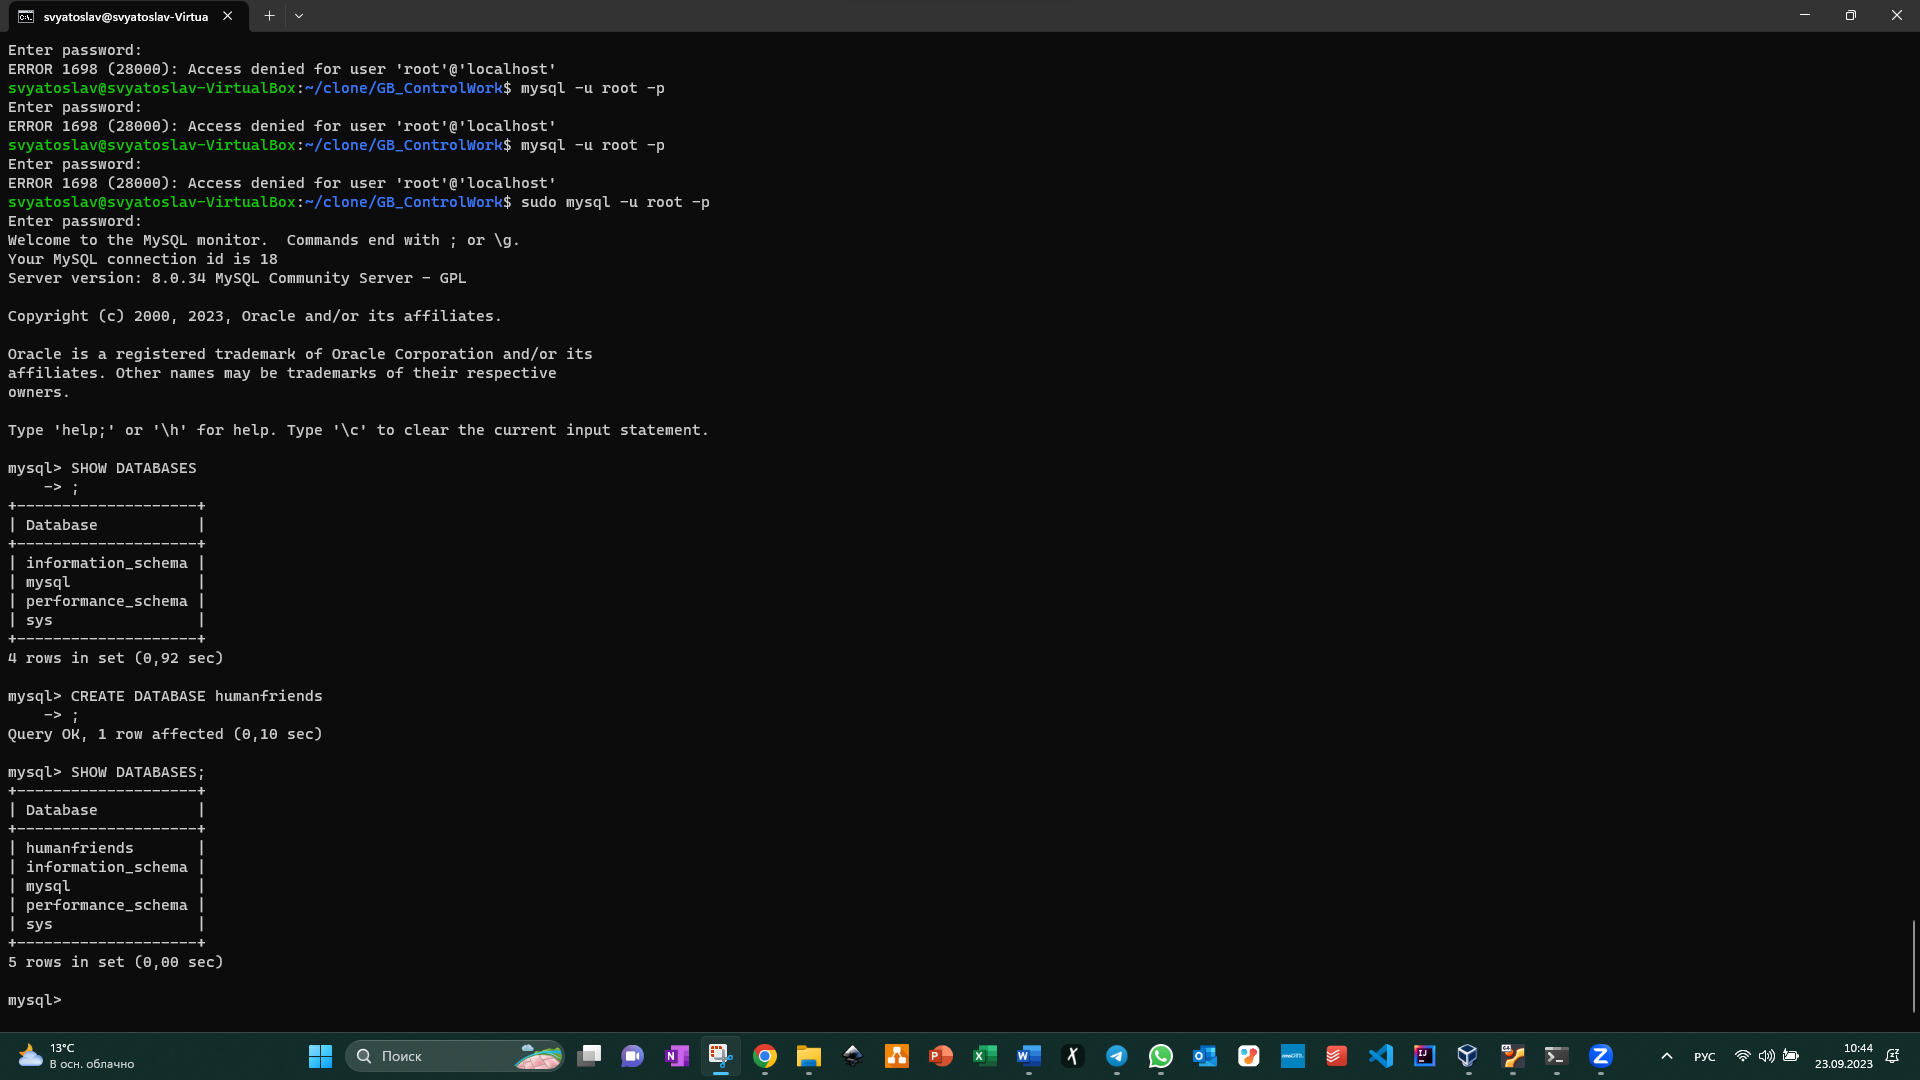 svyatoslav@svyatoslav-Virtua
Enter password:
ERROR 1698 (28000): Access denied for user 'root'@'localhost'
svyatoslav@svyatoslav-VirtualBox:~/clone/GB_ControlWork$ mysql -u root -p
Enter password:
ERROR 1698 (28000): Access denied for user 'root'@'localhost'
svyatoslav@svyatoslav-VirtualBox:~/clone/GB_ControlWork$ mysql -u root -p
Enter password:
ERROR 1698 (28000): Access denied for user 'root'@'localhost'
svyatoslav@svyatoslav-VirtualBox:~/clone/GB_ControlWork$ sudo mysql -u root -p
Enter password:
Welcome to the MySQL monitor.  Commands end with ; or \g.
Your MySQL connection id is 18
Server version: 8.0.34 MySQL Community Server - GPL
Copyright (c) 2000, 2023, Oracle and/or its affiliates.
Oracle is a registered trademark of Oracle Corporation and/or its
affiliates. Other names may be trademarks of their respective
owners.
Type 'help;' or '\h' for help. Type '\c' to clear the current input statement.
mysql> SHOW DATABASES
    -> ;
+--------------------+
| Database           |
+--------------------+
| information_schema |
| mysql              |
| performance_schema |
| sys                |
+--------------------+
4 rows in set (0,92 sec)
mysql> CREATE DATABASE humanfriends
    -> ;
Query OK, 1 row affected (0,10 sec)
mysql> SHOW DATABASES;
+--------------------+
| Database           |
+--------------------+
| humanfriends       |
| information_schema |
| mysql              |
| performance_schema |
| sys                |
+--------------------+
5 rows in set (0,00 sec)
mysql>
13°C
В осн. облачно
Поиск
РУС
10:44
23.09.2023